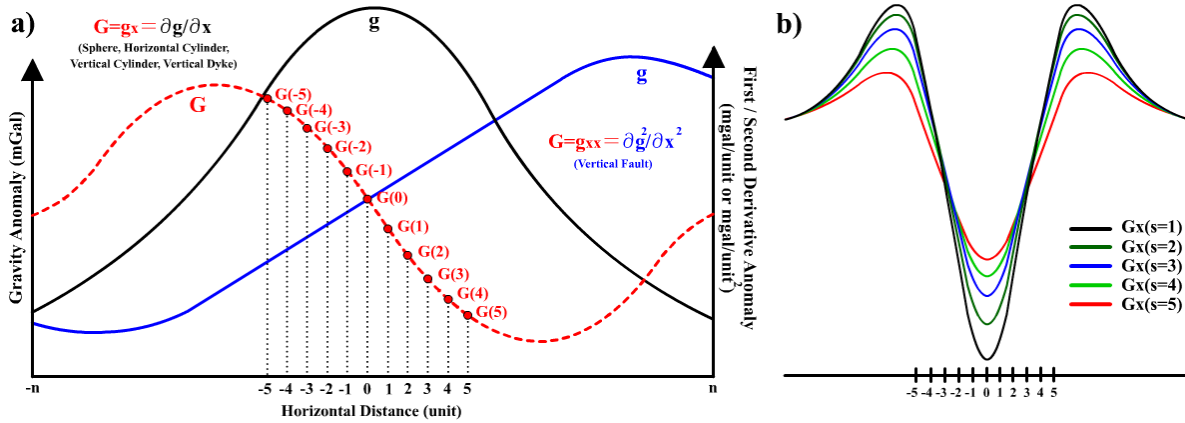 a)
G=gx=∂g/∂x
(Sphere, Horizontal Cylinder,
Vertical Cylinder, Vertical Dyke)
g
g
G
G(-5)
G(-4)
G(-3)
G(-2)
G(-1)
G(0)
G(1)
G(2)
G(3)
G(4)
G(5)
G=gxx=∂g²/∂x²
(Vertical Fault)
Gravity Anomaly (mGal)
First / Second Derivative Anomaly
(mgal/unit or mgal/unit²)
-n
-5 -4 -3 -2 -1 0 1 2 3 4 5
n
Horizontal Distance (unit)
b)
Gx(s=1)
Gx(s=2)
Gx(s=3)
Gx(s=4)
Gx(s=5)
-5 -4 -3 -2 -1 0 1 2 3 4 5